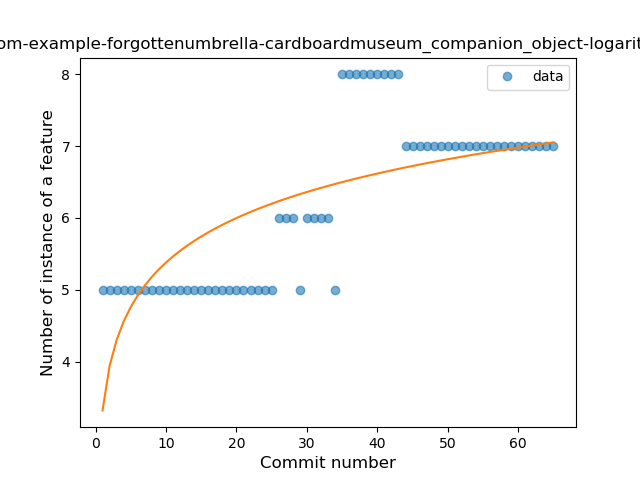 om-example-forgottenumbrella-cardboardmuseum_companion_object-logarit
data
Number of instance of a feature
8
7
6
5
4
0 10 20 30 40 50 60
Commit number